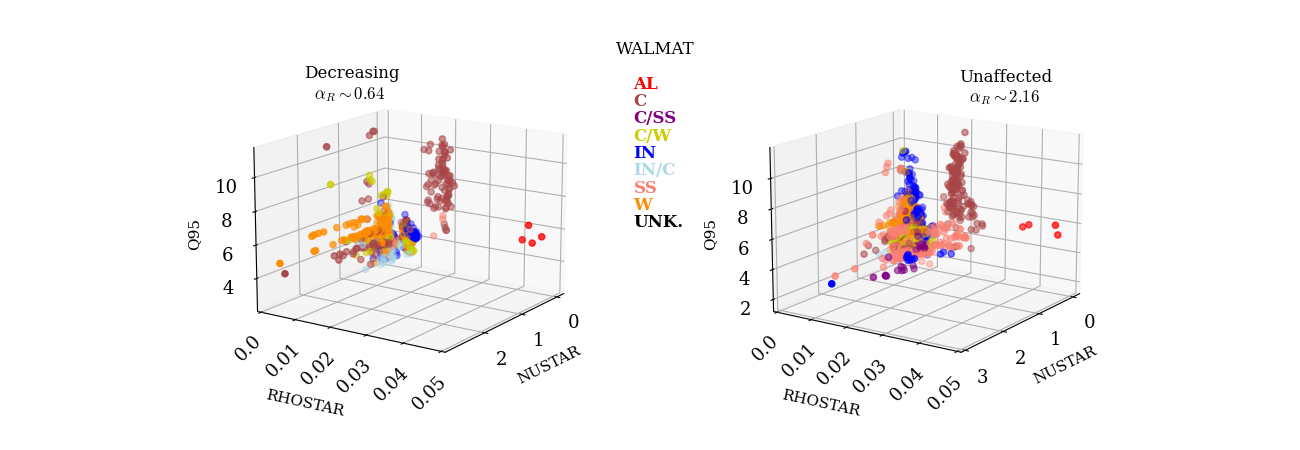 WALMAT
Decreasing
α_R ∼ 0.64
Unaffected
α_R ∼ 2.16
AL
C
C/SS
C/W
IN
IN/C
SS
W
UNK.
Q95
10
8
6
4
0.0
0.01
0.02
0.03
0.04
0.05
RHOSTAR
2
1
0
NUSTAR
Q95
10
8
6
4
2
0.0
0.01
0.02
0.03
0.04
0.05
RHOSTAR
3
2
1
0
NUSTAR